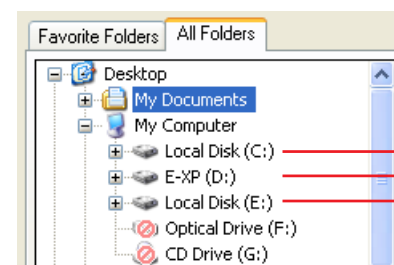 Favorite Folders All Folders
Desktop
My Documents
My Computer
Local Disk (C:)
E-XP (D:)
Local Disk (E:)
Optical Drive (F:)
CD Drive (G:)